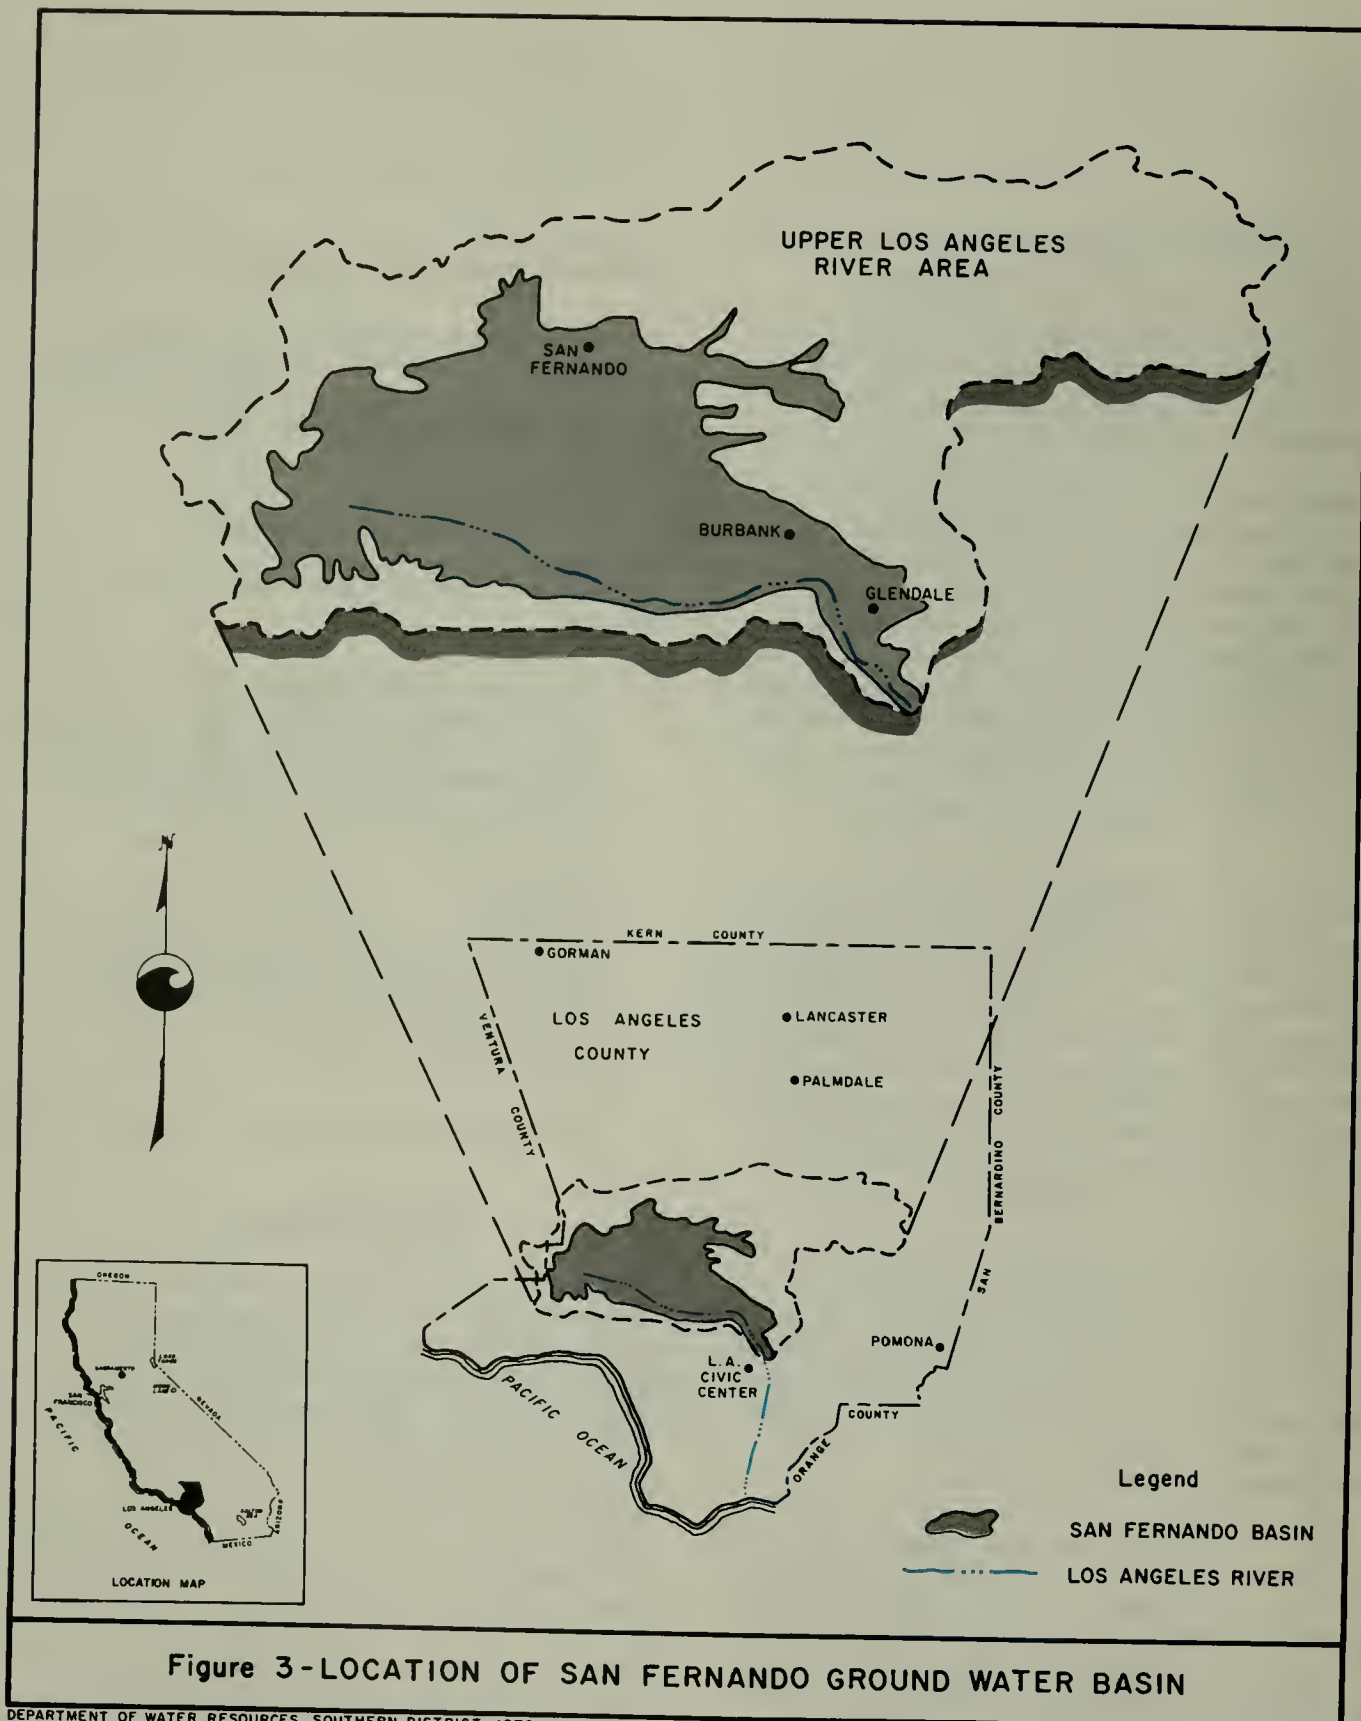 UPPER LOS ANGELES
RIVER AREA
SAN
FERNANDO
BURBANK
GLENDALE
N
KERN COUNTY
GORMAN
LOS ANGELES
COUNTY
LANCASTER
PALMDALE
VENTURA COUNTY
SAN BERNARDINO COUNTY
POMONA
L.A.
CIVIC
CENTER
PACIFIC OCEAN
ORANGE COUNTY
OREGON
SACRAMENTO
SAN
FRANCISCO
NEVADA
PACIFIC
OCEAN
LOS ANGELES
ARIZONA
MEXICO
LOCATION MAP
Legend
SAN FERNANDO BASIN
LOS ANGELES RIVER
Figure 3-LOCATION OF SAN FERNANDO GROUND WATER BASIN
DEPARTMENT OF WATER RESOURCES, SOUTHERN DISTRICT,